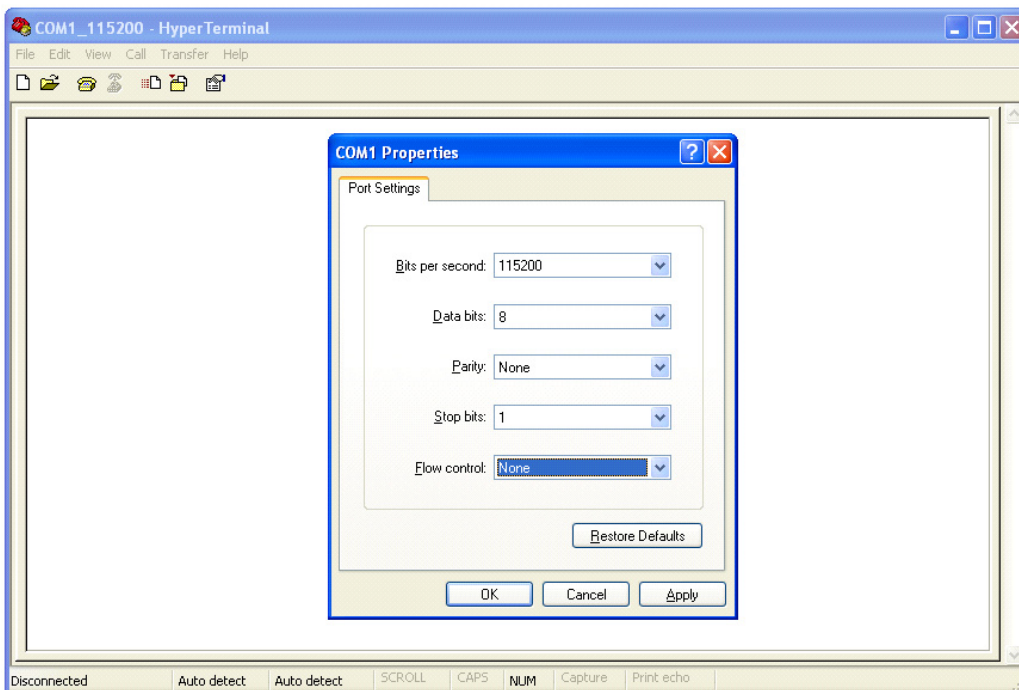 COM1_115200 - HyperTerminal
File Edit View Call Transfer Help
COM1 Properties
Port Settings
Bits per second: 115200
Data bits: 8
Parity: None
Stop bits: 1
Flow control: None
Restore Defaults
OK Cancel Apply
Disconnected Auto detect Auto detect SCROLL CAPS NUM Capture Print echo